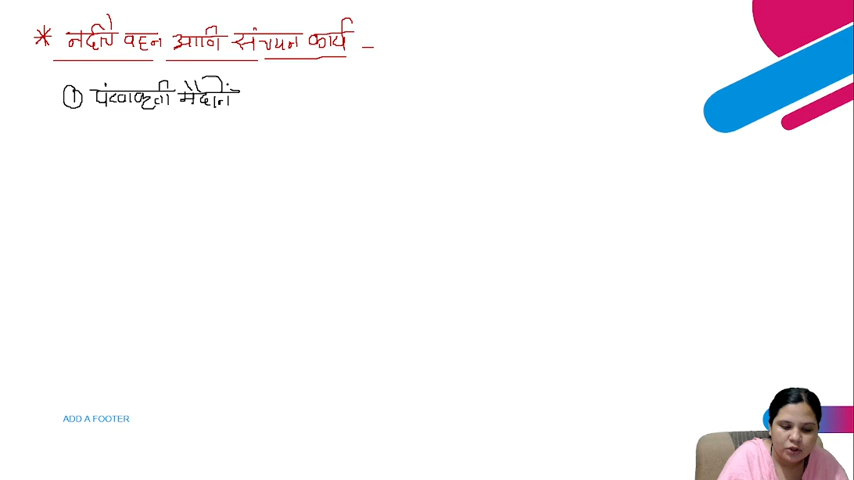 * नदीचे वहन आणि संचयन कार्य –
① पंखाकृती मैदाने
ADD A FOOTER